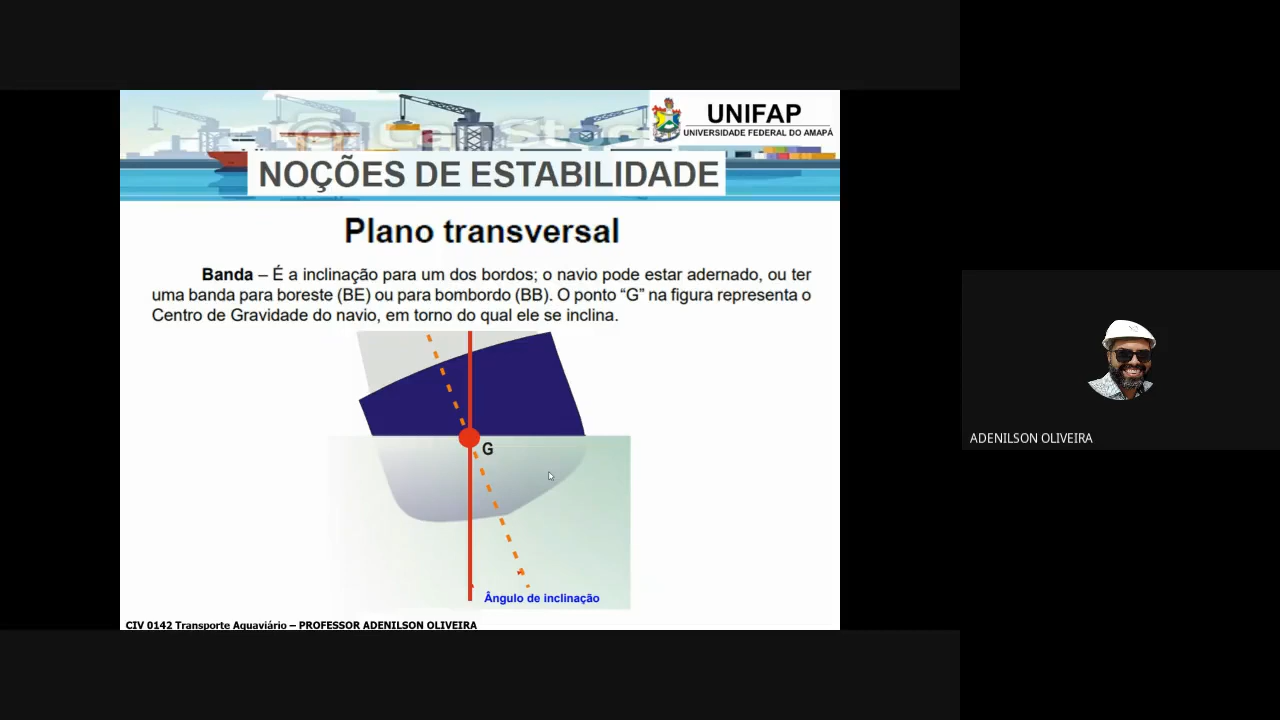 UNIFAP
UNIVERSIDADE FEDERAL DO AMAPÁ
NOÇÕES DE ESTABILIDADE
Plano transversal
Banda – É a inclinação para um dos bordos; o navio pode estar adernado, ou ter
uma banda para boreste (BE) ou para bombordo (BB). O ponto “G” na figura representa o
Centro de Gravidade do navio, em torno do qual ele se inclina.
G
Ângulo de inclinação
CIV 0142 Transporte Aquaviário – PROFESSOR ADENILSON OLIVEIRA
ADENILSON OLIVEIRA